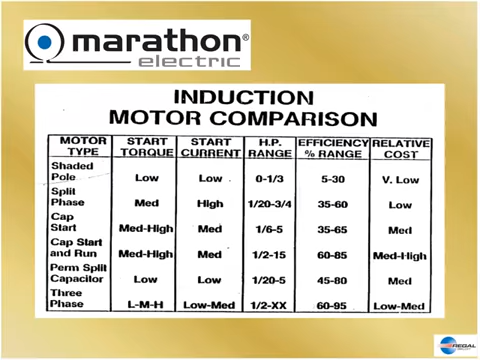 marathon®
electric
INDUCTION
MOTOR COMPARISON
MOTOR TYPE START TORQUE START CURRENT H.P. RANGE EFFICIENCY % RANGE RELATIVE COST
Shaded Pole Low Low 0-1/3 5-30 V. Low
Split Phase Med High 1/20-3/4 35-60 Low
Cap Start Med-High Med 1/6-5 35-65 Med
Cap Start and Run Med-High Med 1/2-15 60-85 Med-High
Perm Split Capacitor Low Low 1/20-5 45-80 Med
Three Phase L-M-H Low-Med 1/2-XX 60-95 Low-Med
REGAL